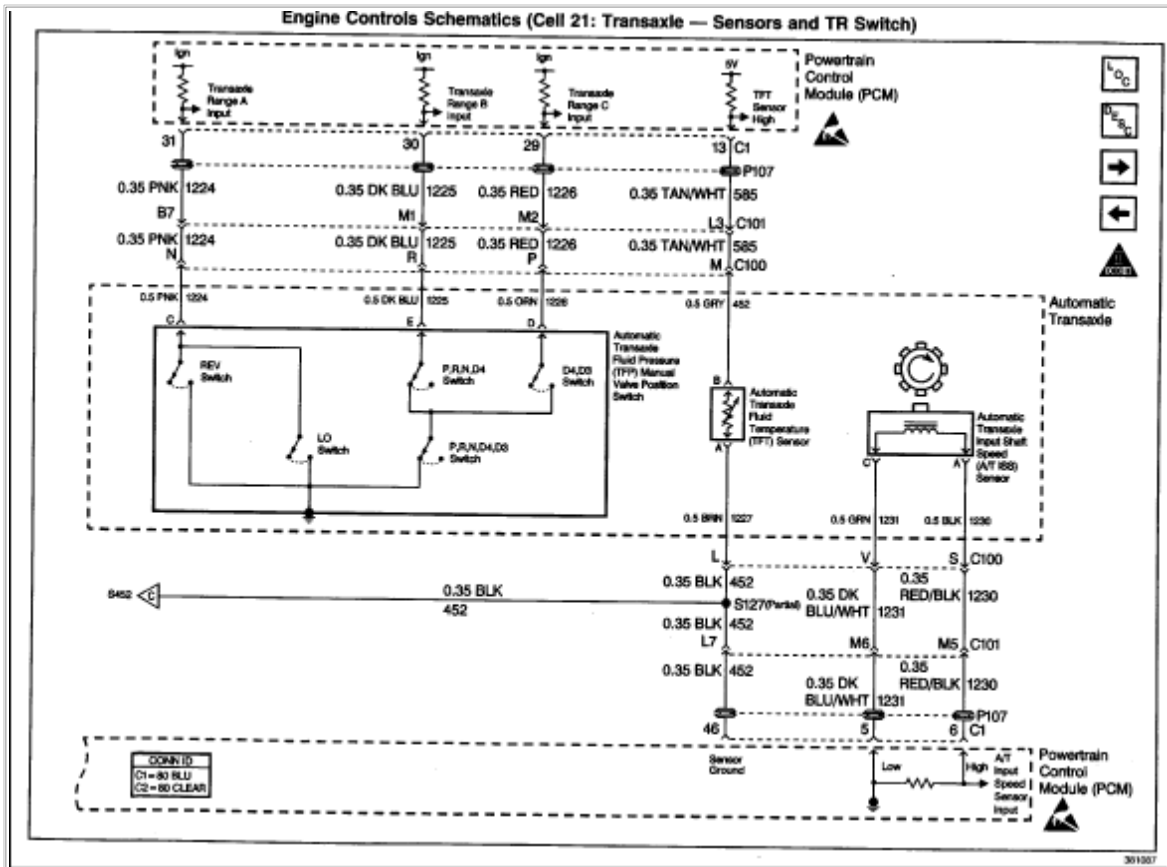 Engine Controls Schematics (Cell 21: Transaxle — Sensors and TR Switch)
Ign
Ign
Ign
5V
Transaxle
Range A
Input
Transaxle
Range B
Input
Transaxle
Range C
Input
TFT
Sensor
High
Powertrain
Control
Module (PCM)
LOC
DESC
31
30
29
13 C1
P107
0.35 PNK 1224
0.35 DK BLU 1225
0.35 RED 1226
0.35 TAN/WHT 585
B7
M1
M2
L3 C101
0.35 PNK 1224
0.35 DK BLU 1225
0.35 RED 1226
0.35 TAN/WHT 585
N
R
P
M C100
0.5 PNK 1224
0.5 DK BLU 1225
0.5 ORN 1226
0.5 GRY 452
Automatic
Transaxle
C
E
D
Automatic
Transaxle
Fluid Pressure
(TFP) Manual
Valve Position
Switch
REV
Switch
P,R,N,D4
Switch
D4,D3
Switch
LO
Switch
P,R,N,D4,D3
Switch
B
Automatic
Transaxle
Fluid
Temperature
(TFT) Sensor
A
Automatic
Transaxle
Input Shaft
Speed
(A/T ISS)
Sensor
C
A
0.5 BRN 1227
0.5 GRN 1231
0.5 BLK 1230
L
V
S C100
S452 C
0.35 BLK
452
0.35 BLK 452
S127 (Partial)
0.35 DK
BLU/WHT 1231
0.35
RED/BLK 1230
0.35 BLK 452
L7
M6
M5 C101
0.35 BLK 452
0.35 DK
BLU/WHT 1231
0.35
RED/BLK 1230
P107
46
5
6 C1
CONN ID
C1=80 BLU
C2=80 CLEAR
Sensor
Ground
Low
High
A/T
Input
Speed
Sensor
Input
Powertrain
Control
Module (PCM)
381087